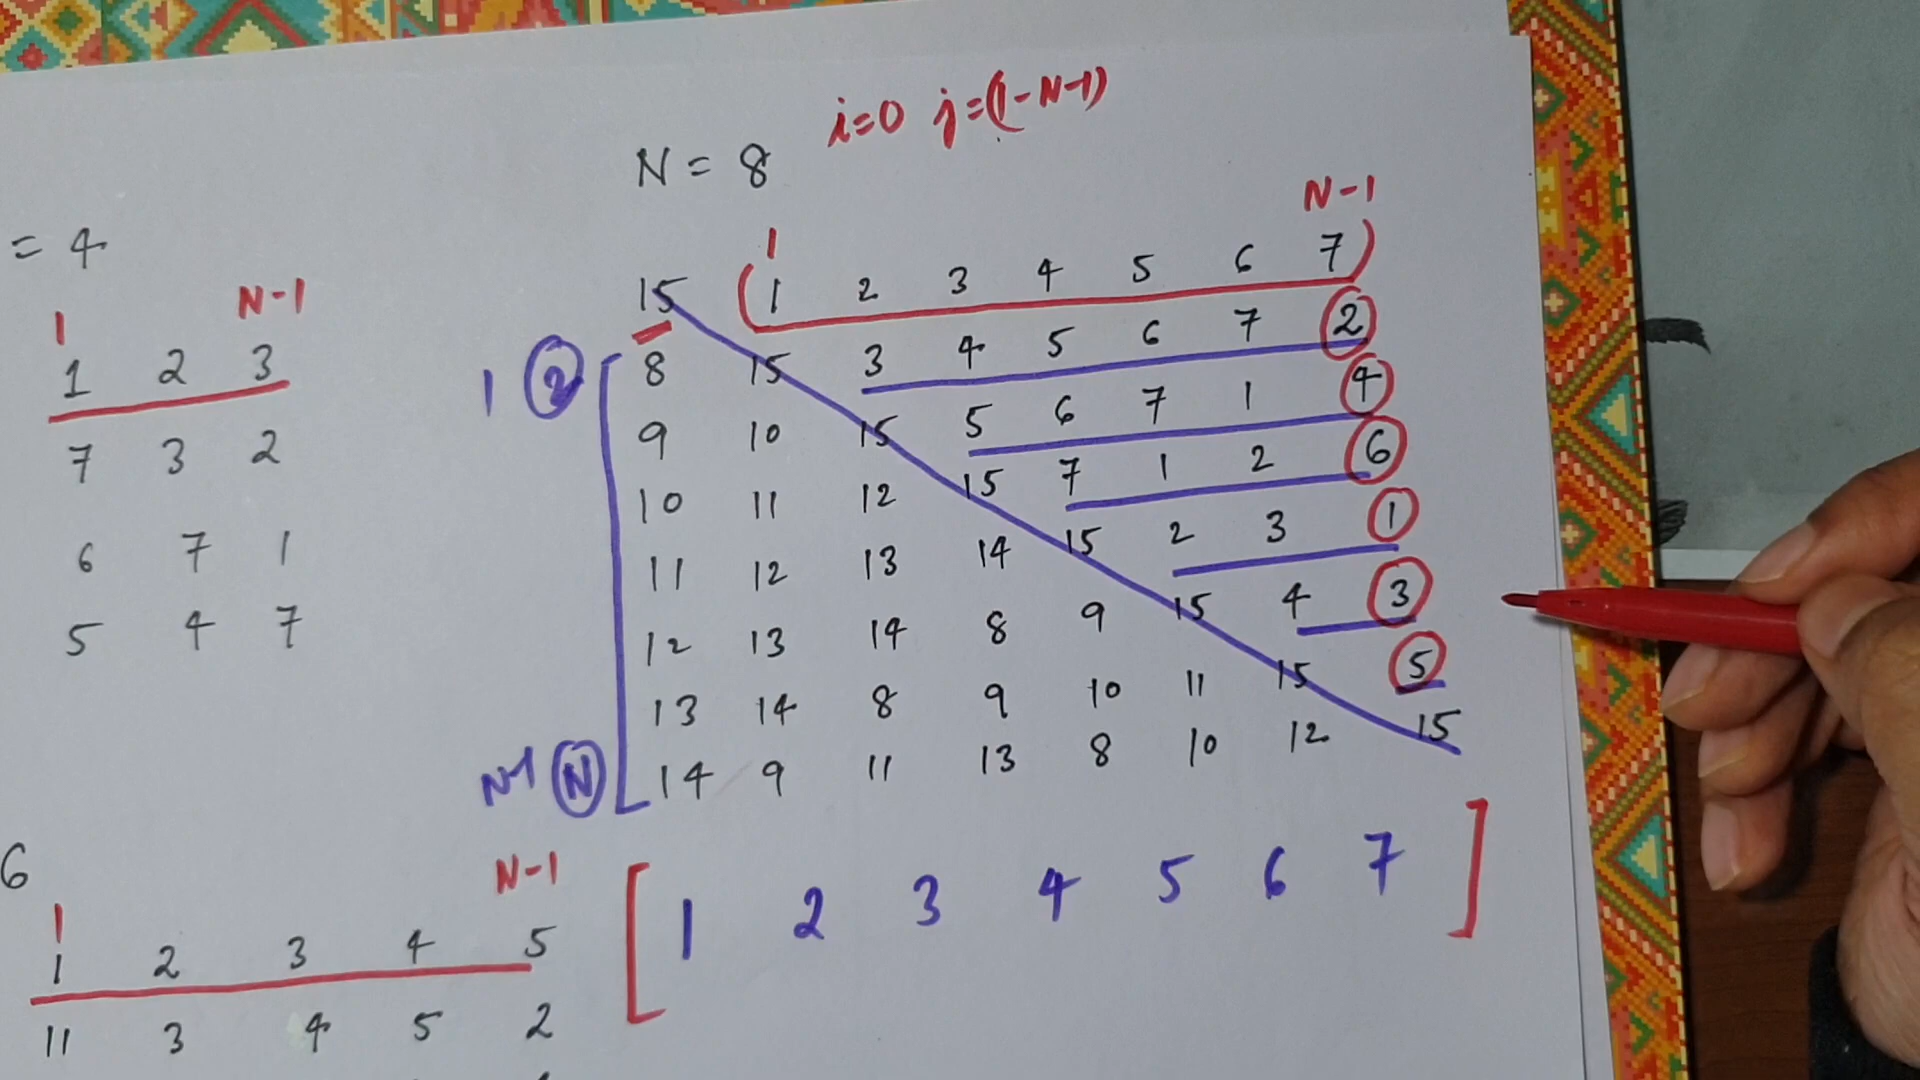 i=0 j=(1-N-1)
N = 8
= 4
1 N-1
1 2 3
7 3 2
6 7 1
5 4 7
1 N-1
15 (1 2 3 4 5 6 7)
1 2 8 15 3 4 5 6 7 2
9 10 15 5 6 7 1 4
10 11 12 15 7 1 2 6
11 12 13 14 15 2 3 1
12 13 14 8 9 15 4 3
13 14 8 9 10 11 15 5
N-1 N 14 9 11 13 8 10 12 15
[1 2 3 4 5 6 7]
6
1 N-1
1 2 3 4 5
11 3 4 5 2